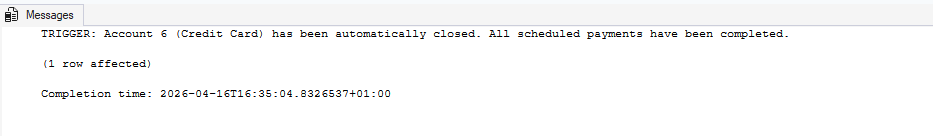 Messages
TRIGGER: Account 6 (Credit Card) has been automatically closed. All scheduled payments have been completed.
(1 row affected)
Completion time: 2026-04-16T16:35:04.8326537+01:00